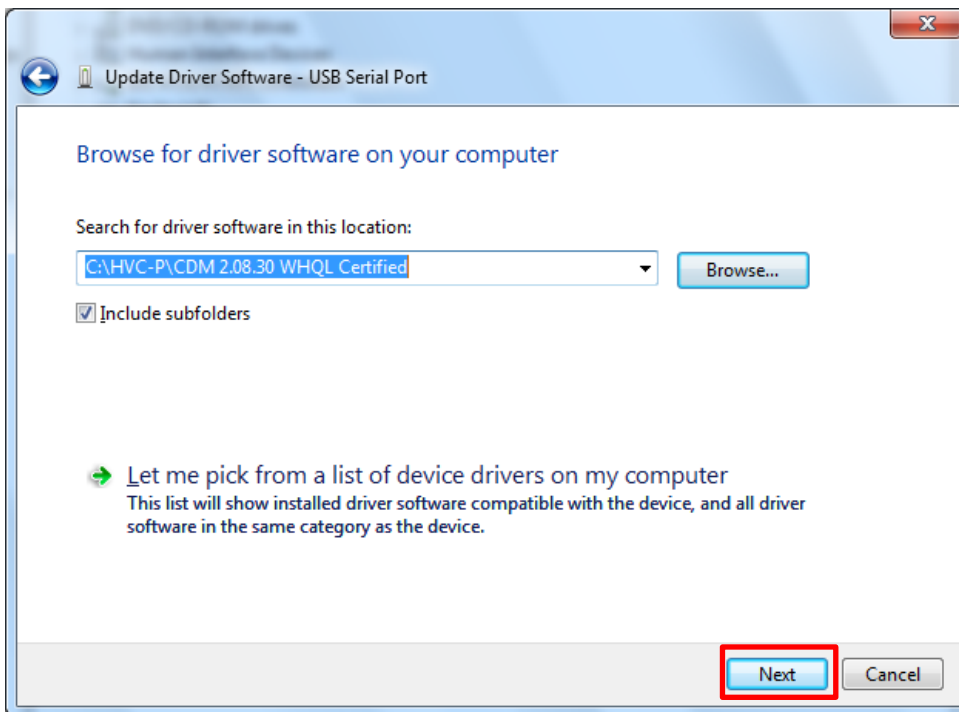 Update Driver Software - USB Serial Port
Browse for driver software on your computer
Search for driver software in this location:
C:\HVC-P\CDM 2.08.30 WHQL Certified
Browse...
Include subfolders
Let me pick from a list of device drivers on my computer
This list will show installed driver software compatible with the device, and all driver
software in the same category as the device.
Next
Cancel